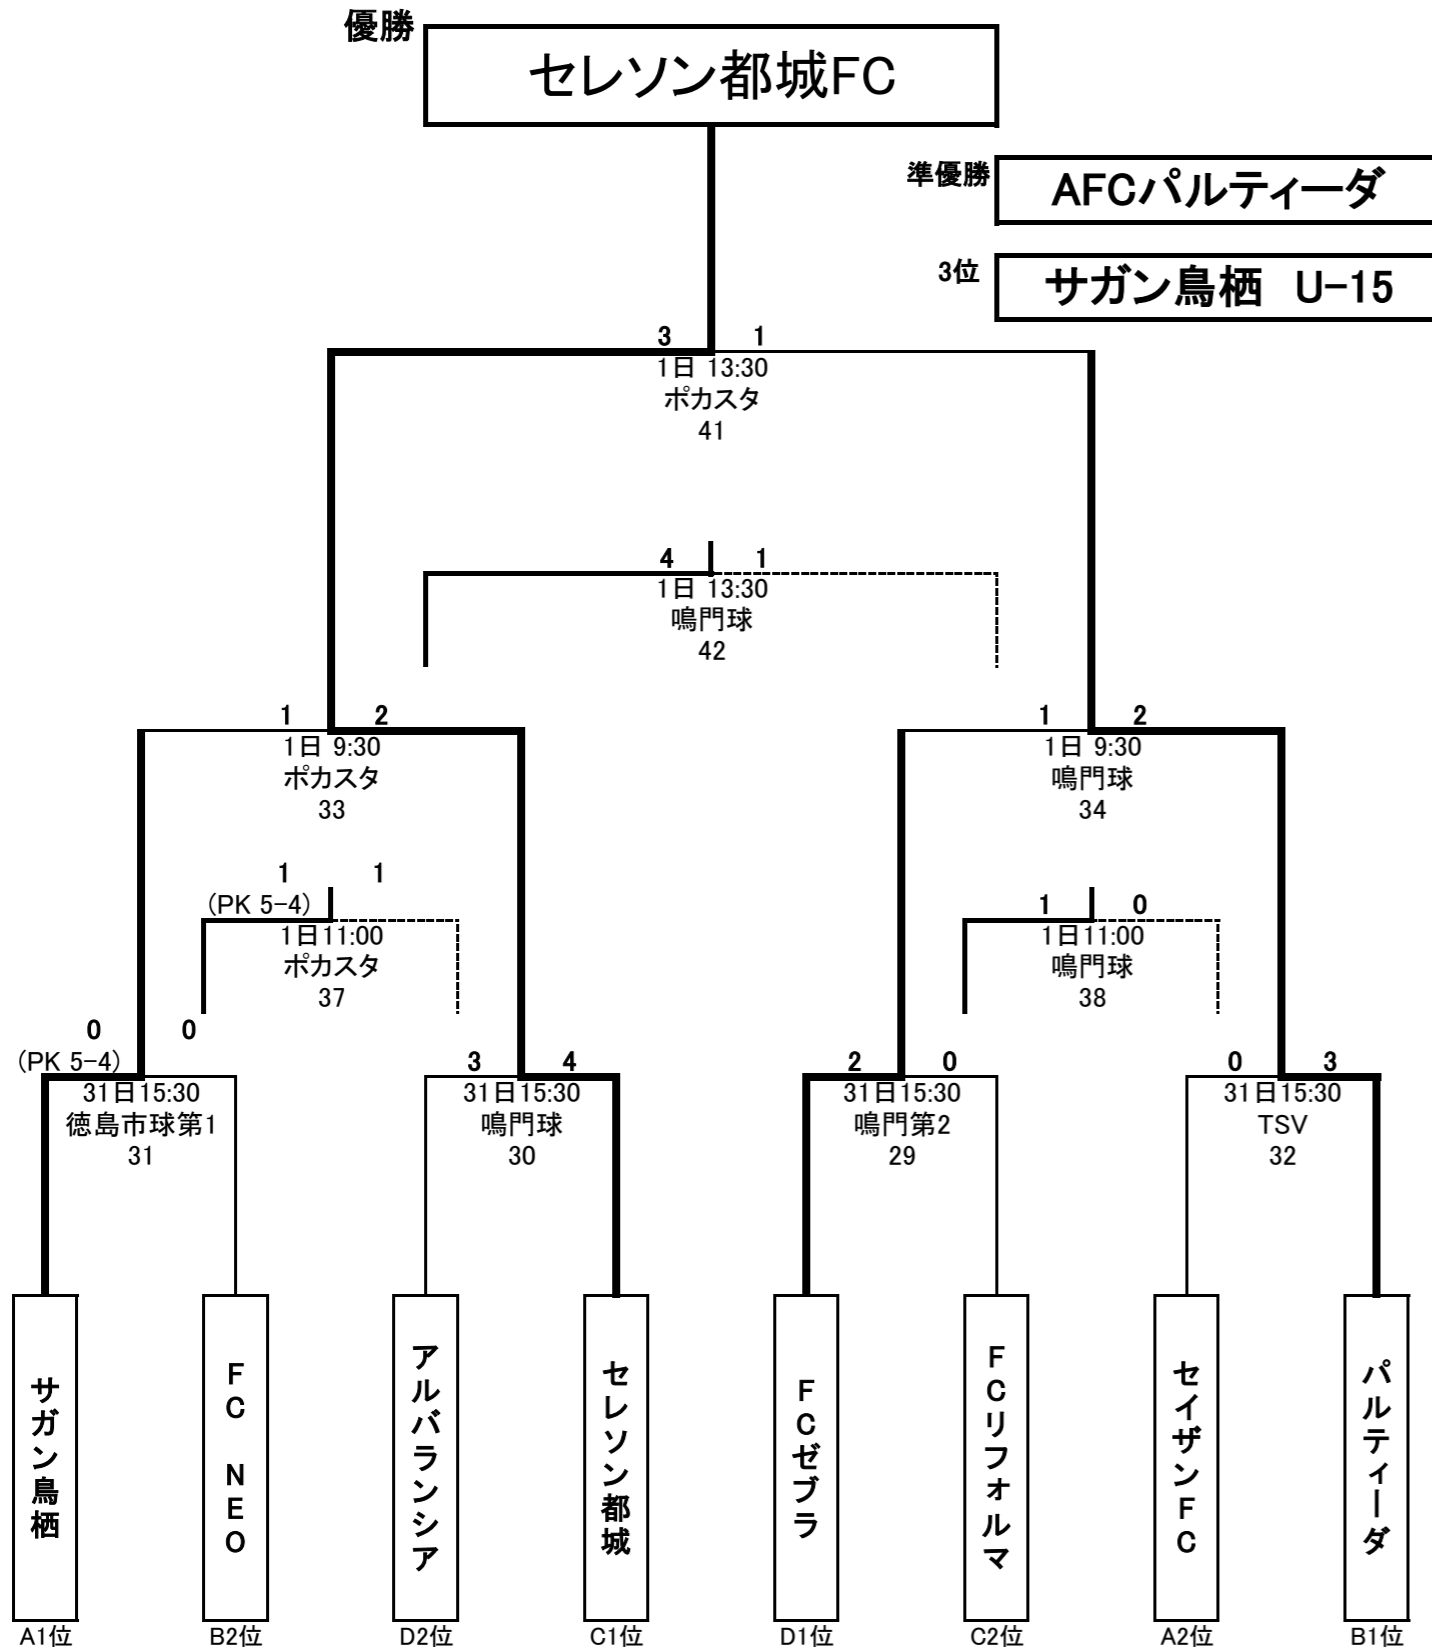 優勝
セレソン都城FC
準優勝
AFCパルティーダ
3位
サガン鳥栖 U-15
3 1
1日 13:30
ポカスタ
41
4 1
1日 13:30
鳴門球
42
1 2
1日 9:30
ポカスタ
33
1 2
1日 9:30
鳴門球
34
1 1
(PK 5-4)
1日11:00
ポカスタ
37
1 0
1日11:00
鳴門球
38
0 0
(PK 5-4)
31日15:30
徳島市球第1
31
3 4
31日15:30
鳴門球
30
2 0
31日15:30
鳴門第2
29
0 3
31日15:30
TSV
32
サガン鳥栖
FC NEO
アルバランシア
セレソン都城
FCゼブラ
FCリフォルマ
セイザンFC
パルティーダ
A1位
B2位
D2位
C1位
D1位
C2位
A2位
B1位